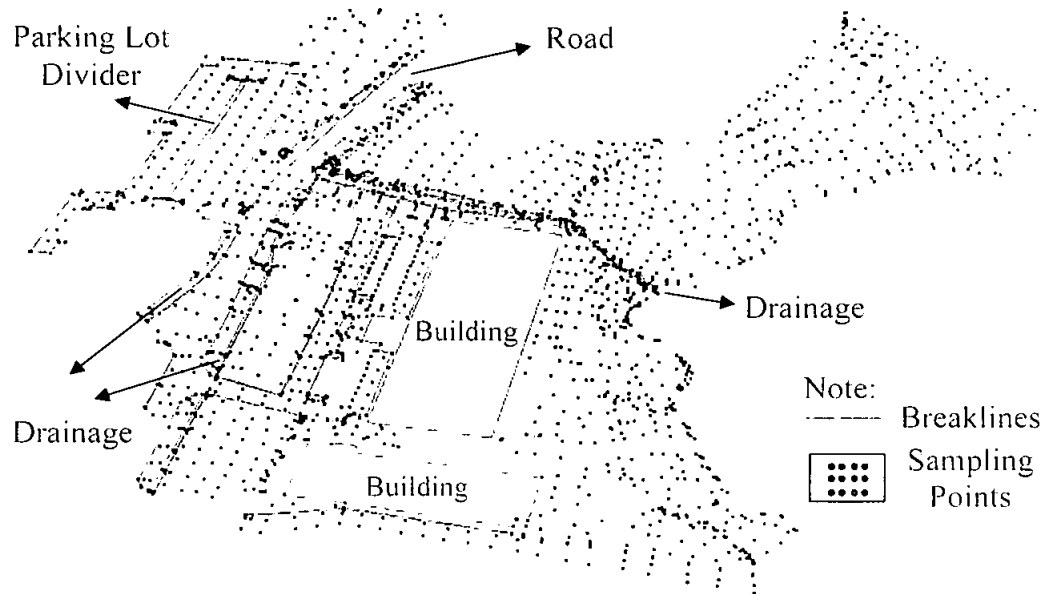 Parking Lot
Divider
Road
Building
Drainage
Drainage
Building
Note:
Breaklines
Sampling
Points